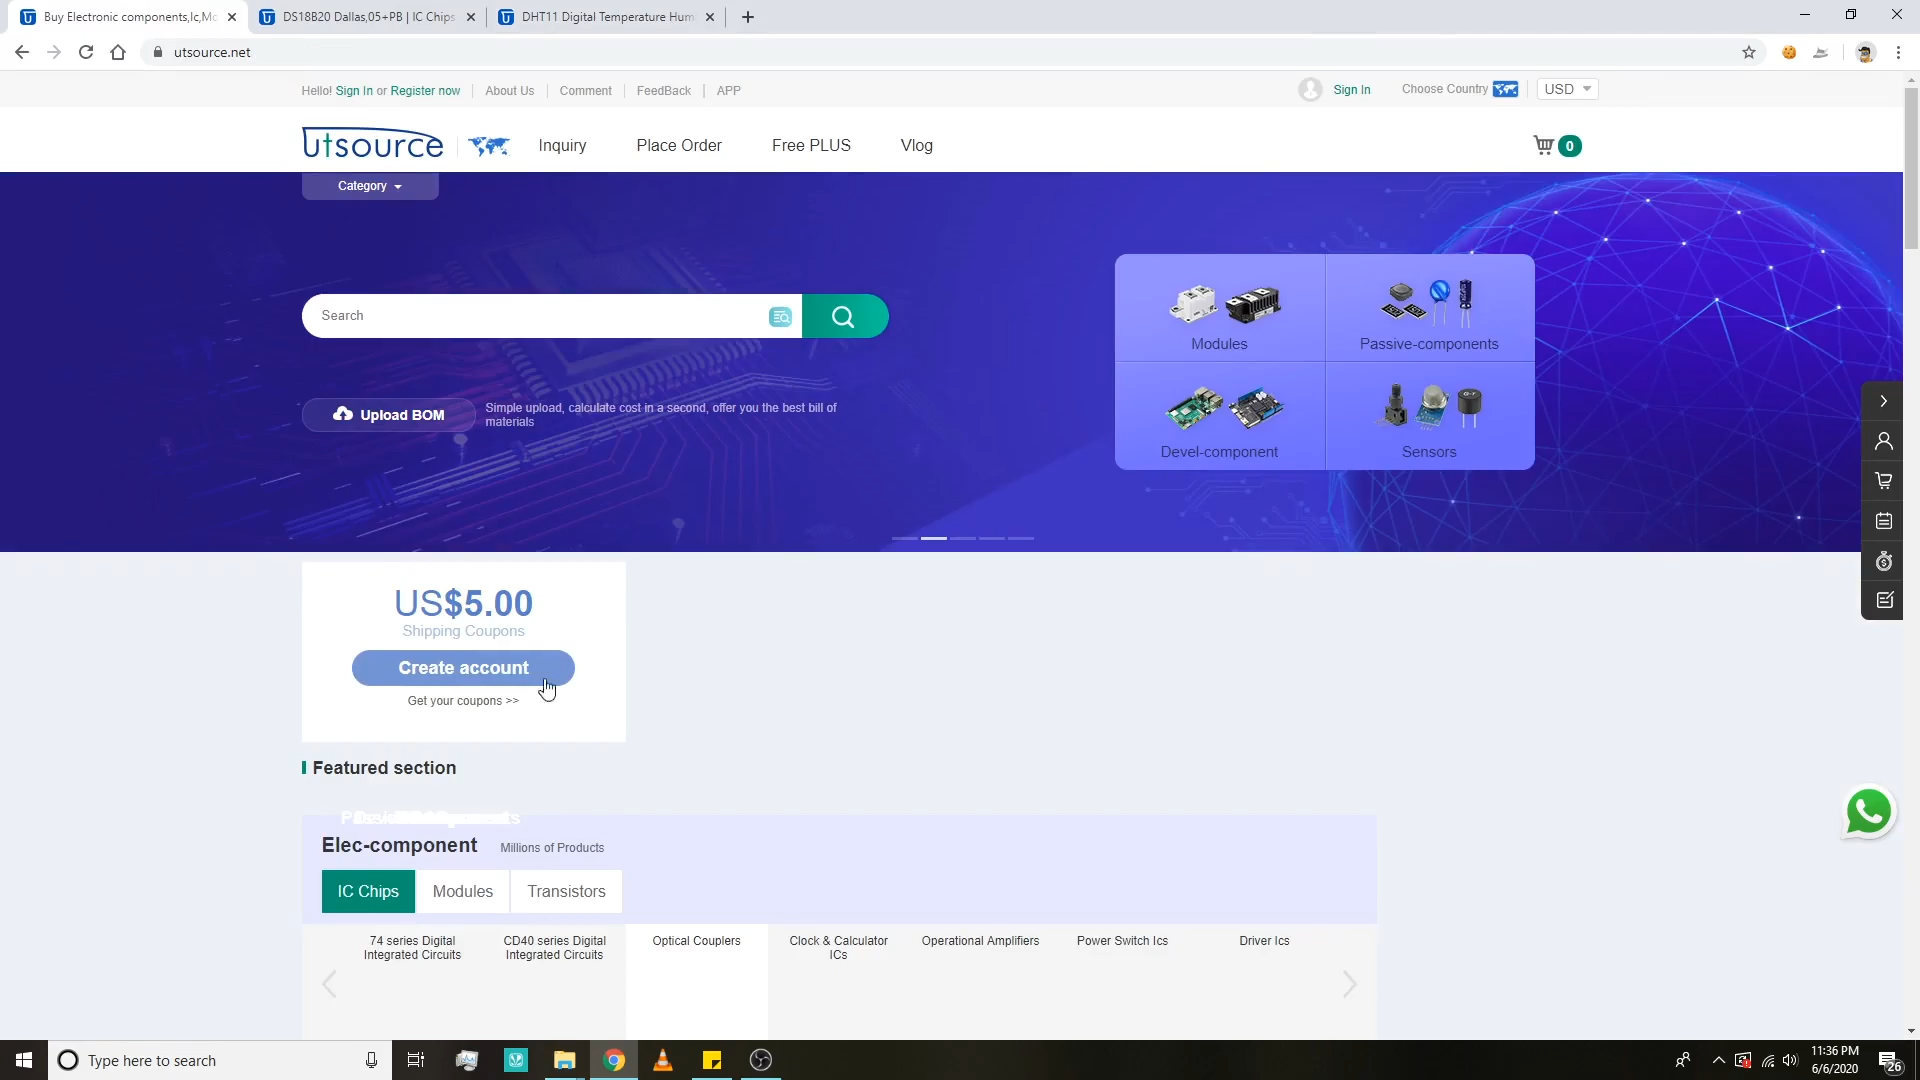 Buy Electronic components,Ic,Mo
DS18B20 Dallas,05+PB | IC Chips
DHT11 Digital Temperature Hum
utsource.net
Hello! Sign In or Register now
About Us
Comment
FeedBack
APP
Sign In
Choose Country
USD
utsource
Inquiry
Place Order
Free PLUS
Vlog
0
Category
Search
Modules
Passive-components
Upload BOM
Simple upload, calculate cost in a second, offer you the best bill of
materials
Devel-component
Sensors
US$5.00
Shipping Coupons
Create account
Get your coupons >>
Featured section
Elec-component
Millions of Products
IC Chips
Modules
Transistors
74 series Digital
Integrated Circuits
CD40 series Digital
Integrated Circuits
Optical Couplers
Clock & Calculator
ICs
Operational Amplifiers
Power Switch Ics
Driver Ics
Type here to search
11:36 PM
6/6/2020
26